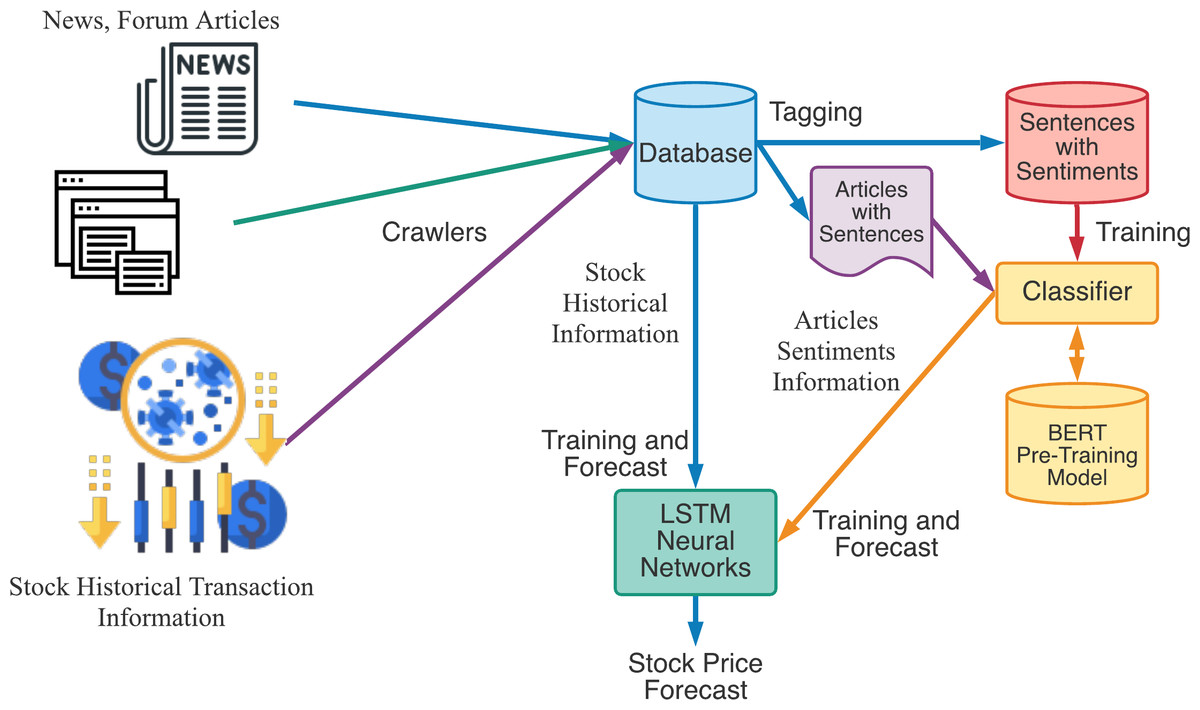 News, Forum Articles
NEWS
Crawlers
Stock Historical Transaction
Information
Database
Tagging
Sentences
with
Sentiments
Articles
with
Sentences
Training
Classifier
Stock
Historical
Information
Articles
Sentiments
Information
BERT
Pre-Training
Model
Training and
Forecast
LSTM
Neural
Networks
Training and
Forecast
Stock Price
Forecast